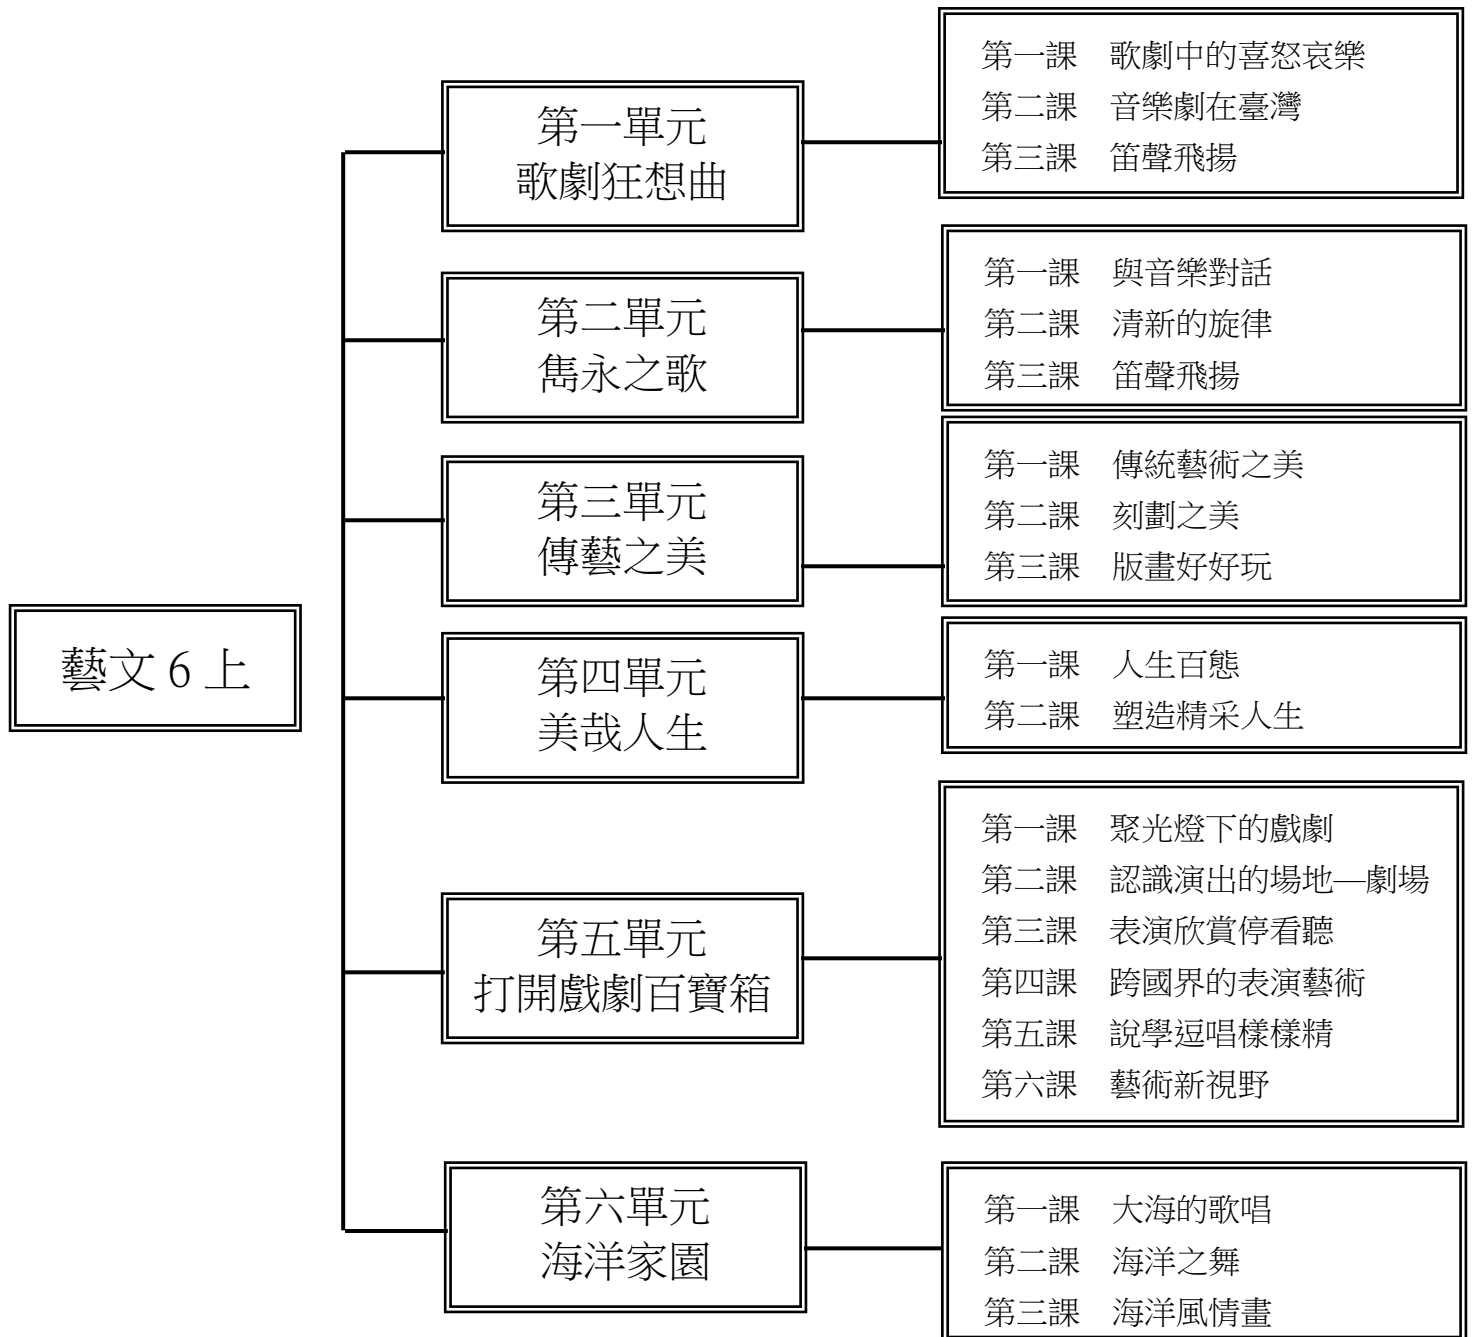 藝文 6 上
第一單元
歌劇狂想曲
第一課 歌劇中的喜怒哀樂
第二課 音樂劇在臺灣
第三課 笛聲飛揚
第二單元
雋永之歌
第一課 與音樂對話
第二課 清新的旋律
第三課 笛聲飛揚
第三單元
傳藝之美
第一課 傳統藝術之美
第二課 刻劃之美
第三課 版畫好好玩
第四單元
美哉人生
第一課 人生百態
第二課 塑造精采人生
第五單元
打開戲劇百寶箱
第一課 聚光燈下的戲劇
第二課 認識演出的場地—劇場
第三課 表演欣賞停看聽
第四課 跨國界的表演藝術
第五課 說學逗唱樣樣精
第六課 藝術新視野
第六單元
海洋家園
第一課 大海的歌唱
第二課 海洋之舞
第三課 海洋風情畫